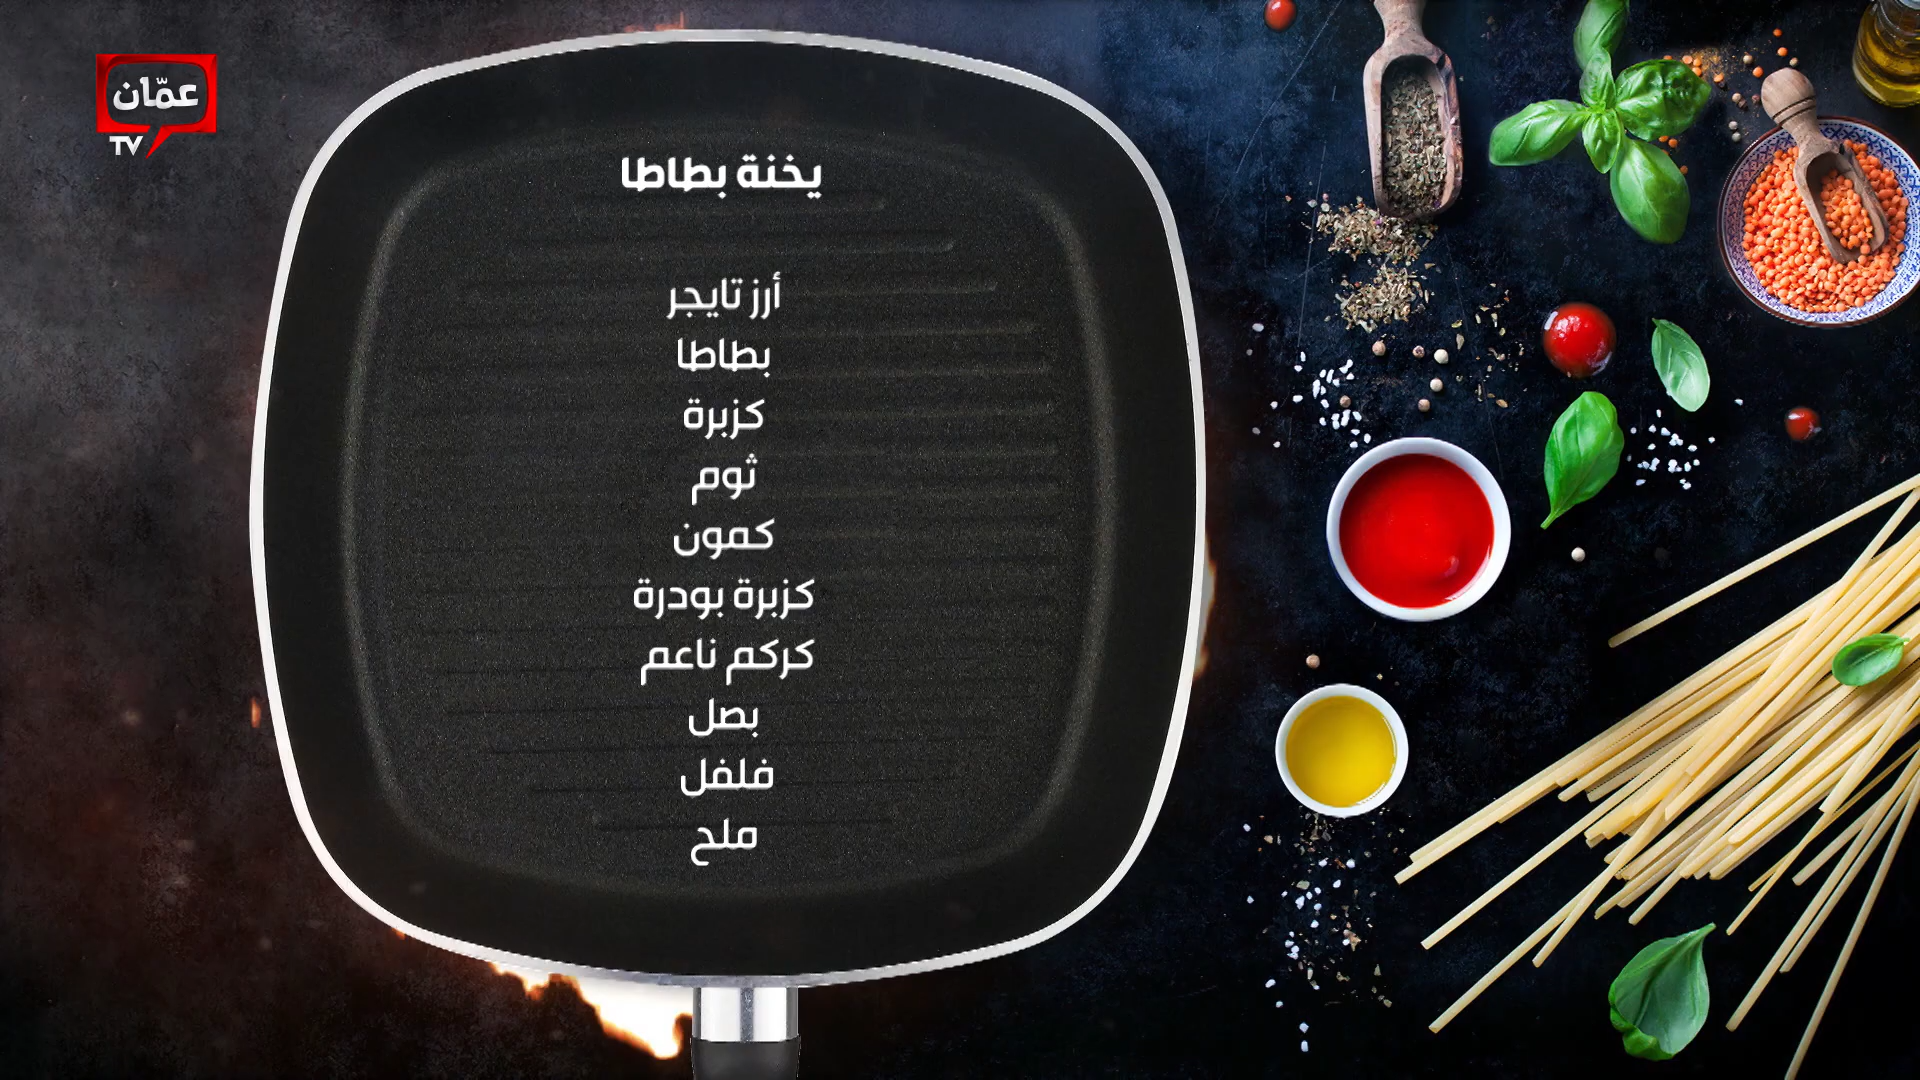 عمّان
TV
يخنة بطاطا
أرز تايجر
بطاطا
كزبرة
ثوم
كمون
كزبرة بودرة
كركم ناعم
بصل
فلفل
ملح